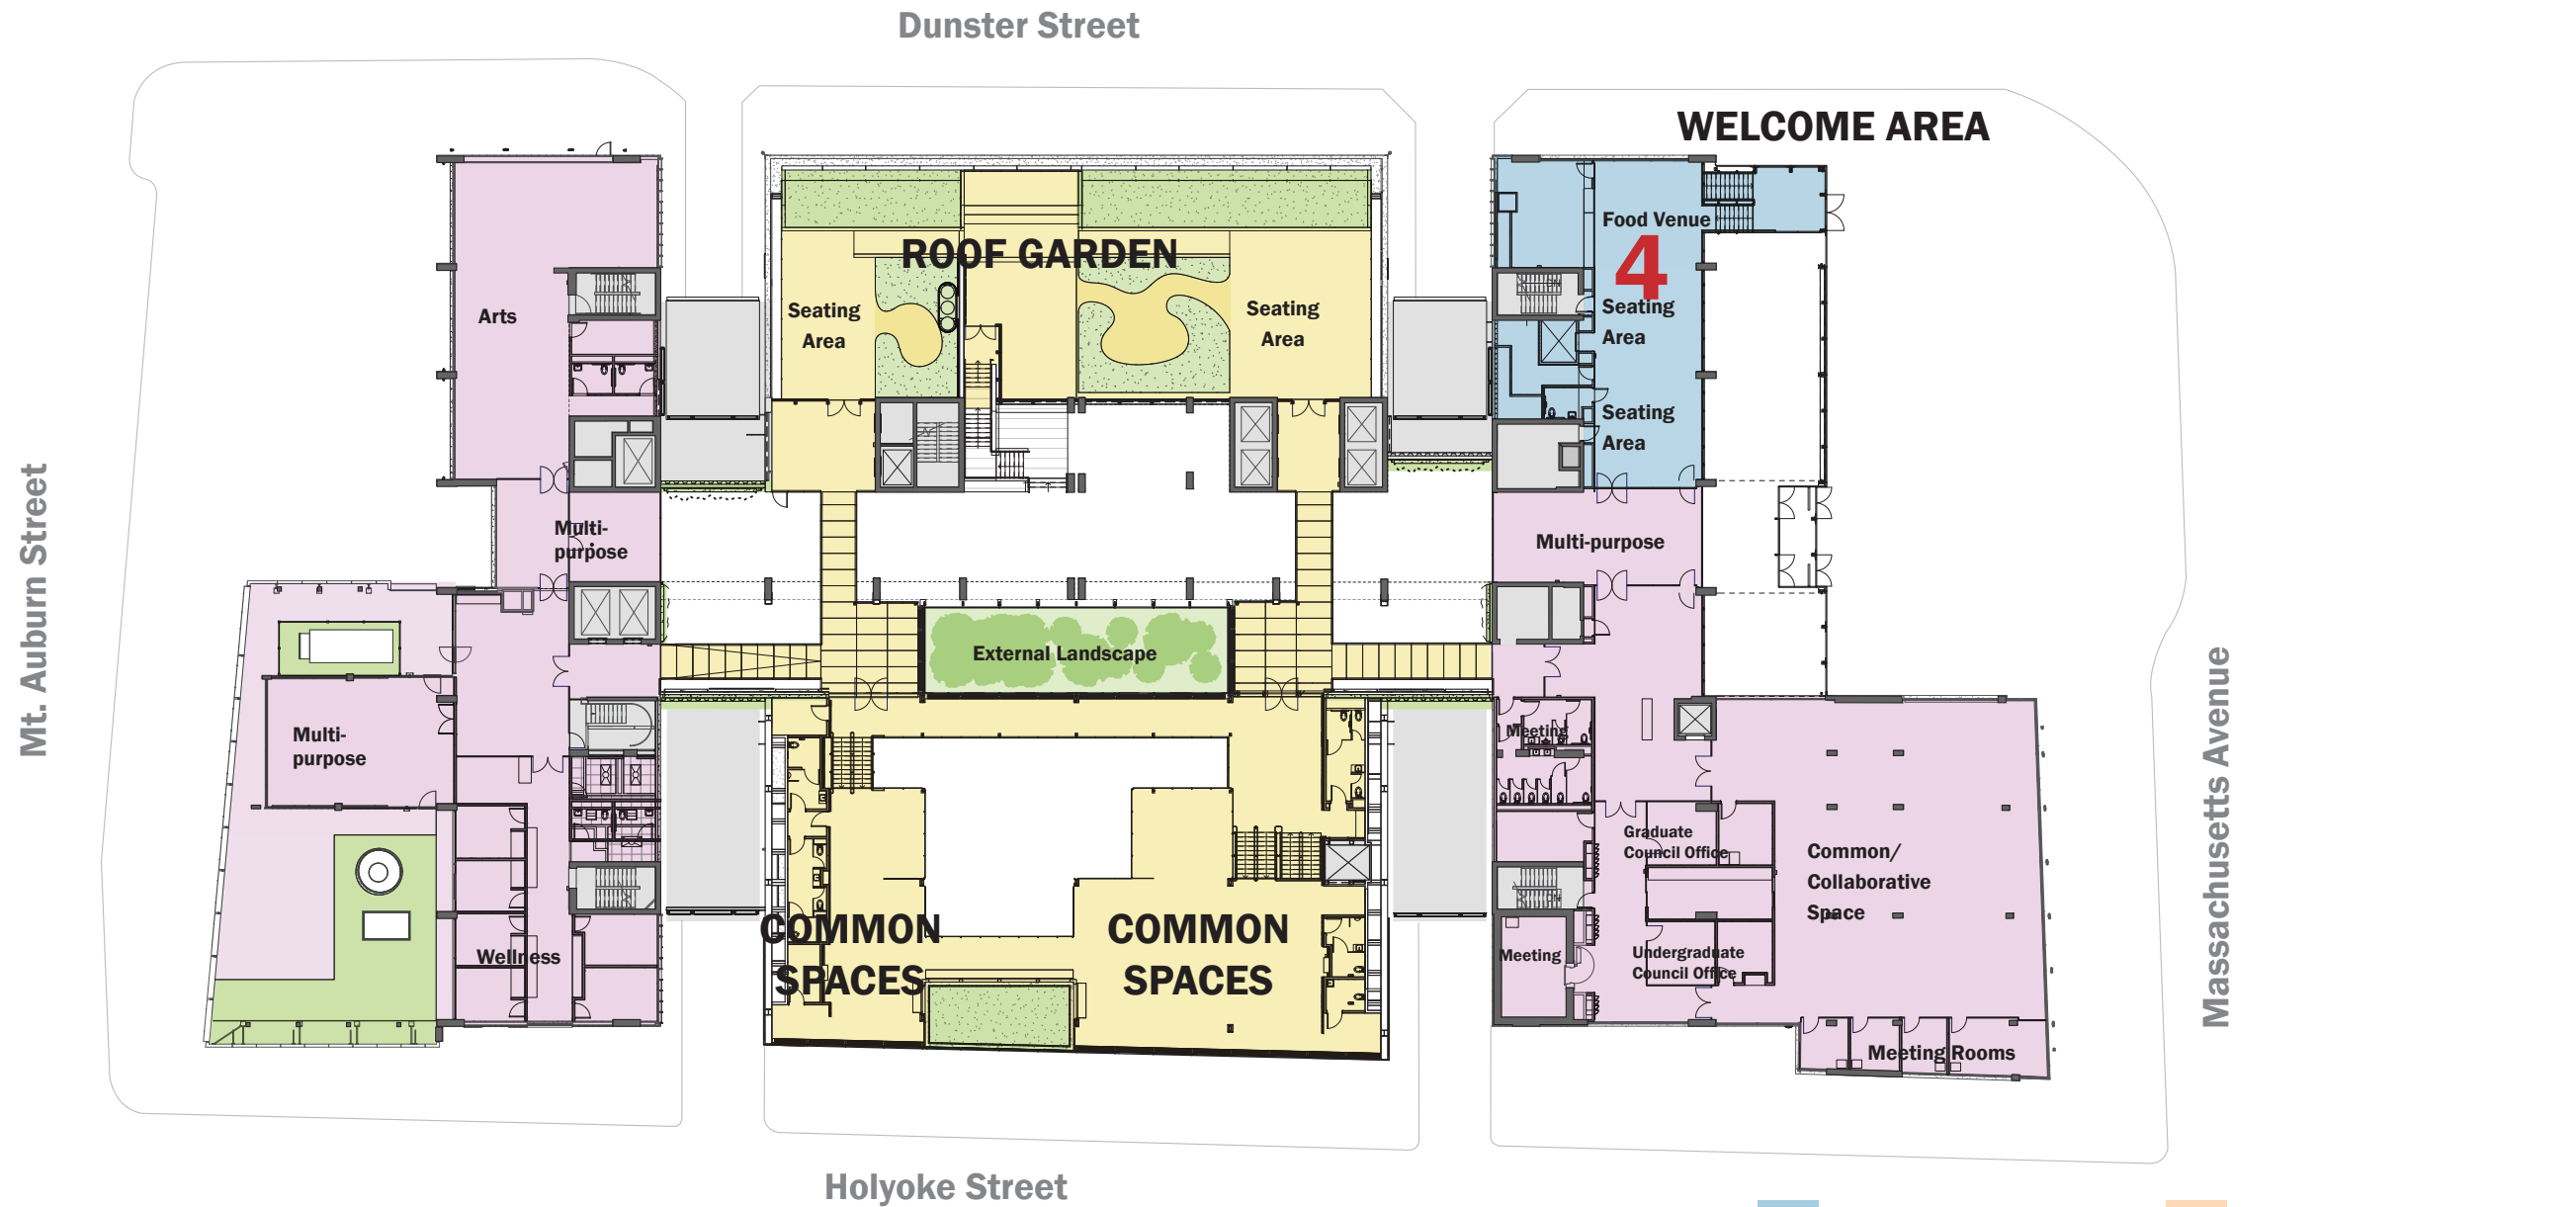 Dunster Street
WELCOME AREA
Food Venue
4
ROOF GARDEN
Seating
Area
Seating
Area
Seating
Area
Arts
Seating
Area
Mt. Auburn Street
Multi-
purpose
Multi-purpose
External Landscape
Massachusetts Avenue
Multi-
purpose
Meeting
Graduate
Council Office
Common/
Collaborative
Space
COMMON
SPACES
COMMON
SPACES
Wellness
Meeting
Undergraduate
Council Office
Meeting Rooms
Holyoke Street